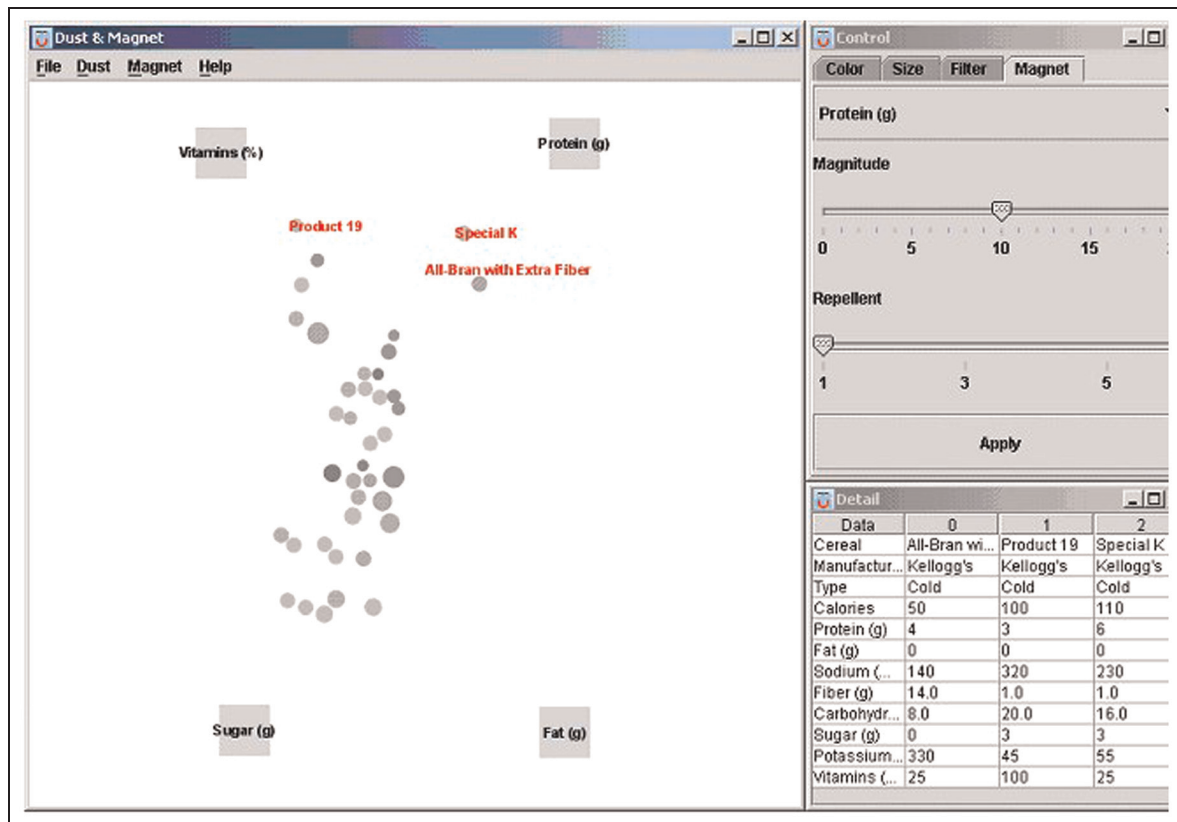 Dust & Magnet
File Dust Magnet Help
Vitamins (%)
Protein (g)
Product 19
Special K
All-Bran with Extra Fiber
Sugar (g)
Fat (g)
Control
Color Size Filter Magnet
Protein (g)
Magnitude
0 5 10 15
Repellent
1 3 5
Apply
Detail
Data 0 1 2
Cereal All-Bran wi... Product 19 Special K
Manufactur... Kellogg's Kellogg's Kellogg's
Type Cold Cold Cold
Calories 50 100 110
Protein (g) 4 3 6
Fat (g) 0 0 0
Sodium (... 140 320 230
Fiber (g) 14.0 1.0 1.0
Carbohydr... 8.0 20.0 16.0
Sugar (g) 0 3 3
Potassium... 330 45 55
Vitamins (... 25 100 25